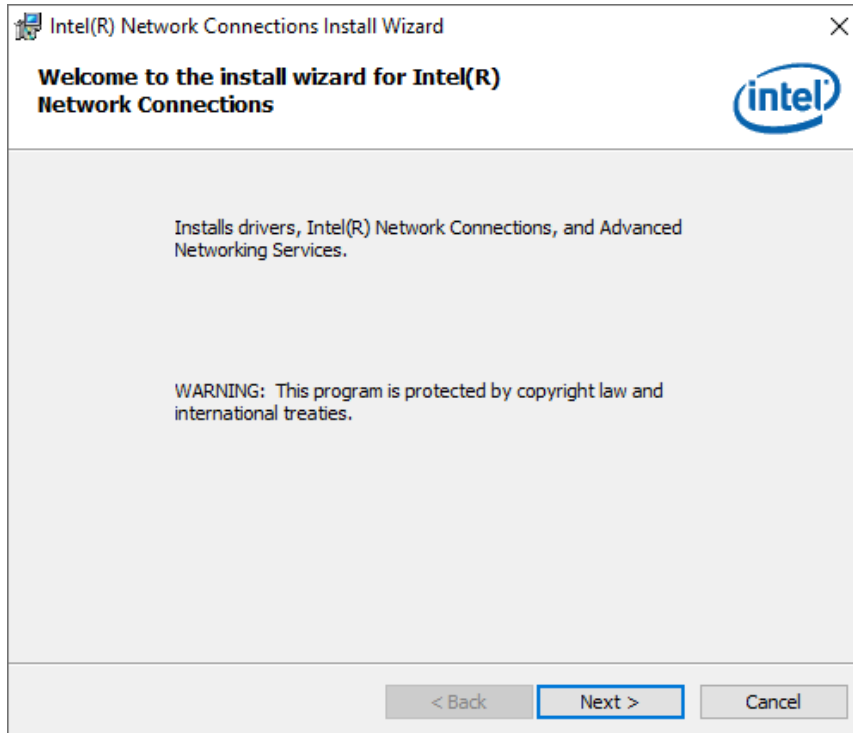 Intel(R) Network Connections Install Wizard
Welcome to the install wizard for Intel(R)
Network Connections
intel
Installs drivers, Intel(R) Network Connections, and Advanced
Networking Services.
WARNING:  This program is protected by copyright law and
international treaties.
< Back
Next >
Cancel